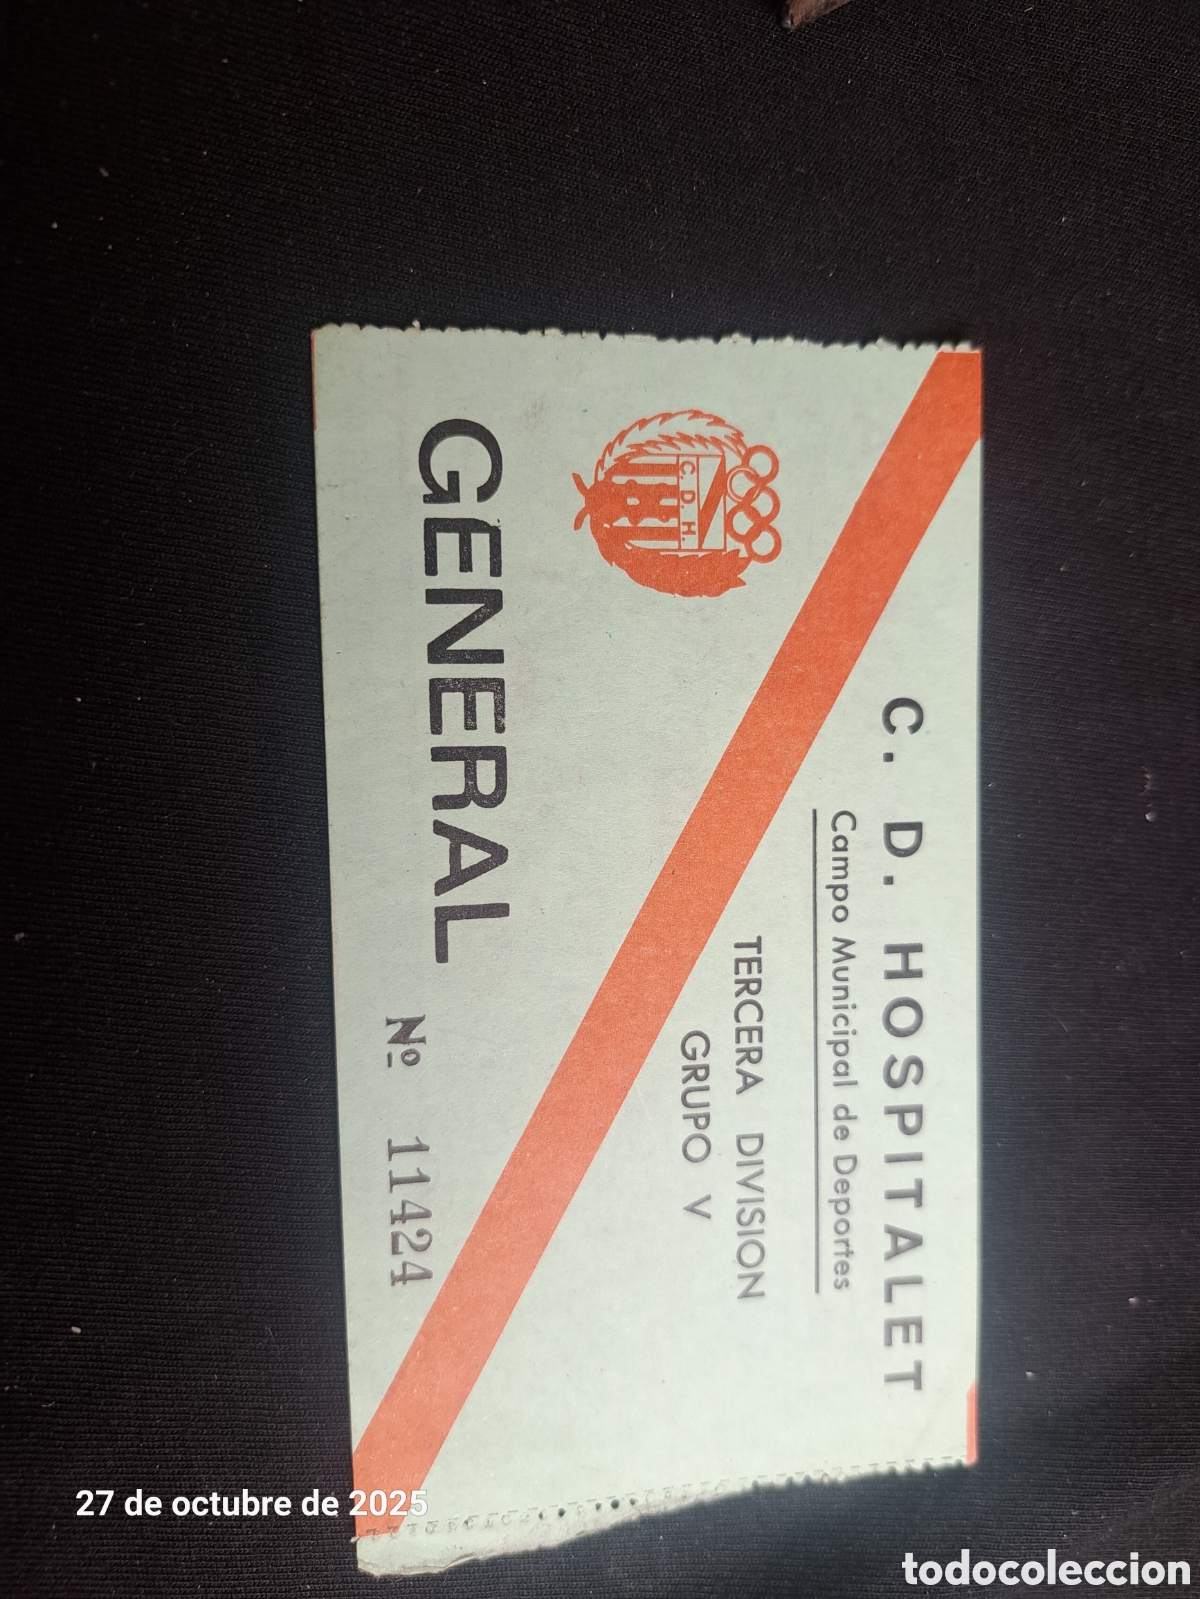 C. D. HOSPITALET
Campo Municipal de Deportes
TERCERA DIVISION
GRUPO V
C. D. H.
GENERAL
Nº 11424
27 de octubre de 2025
todocoleccion